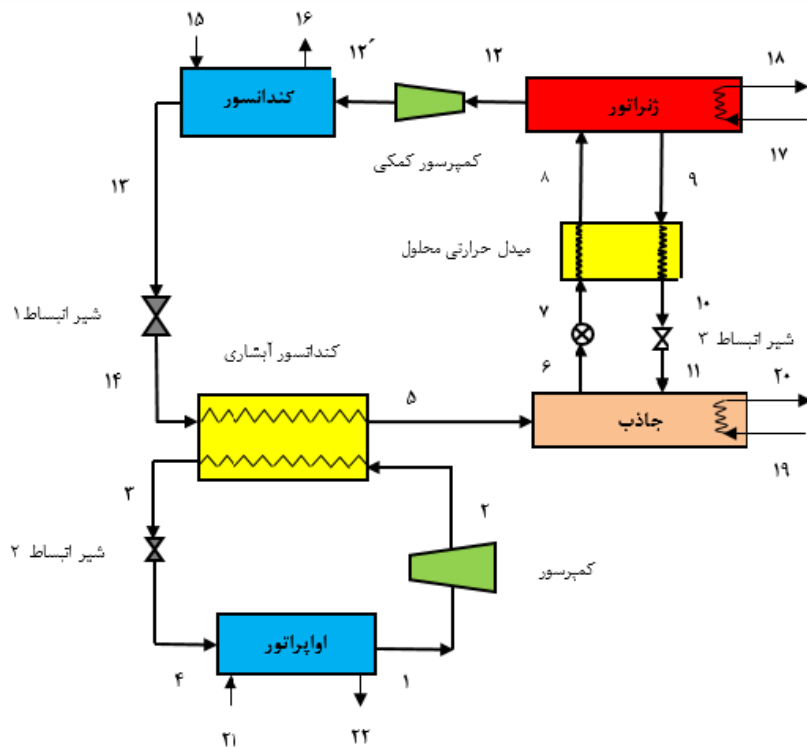 ۱۵
۱۶
۱۲´
۱۲
۱۸
کندانسور
ژنراتور
کمپرسور کمکی
۱۷
۱۳
۸
۹
میدل حرارتی محلول
شیر انبساط۱
۷
۱۰
کندانسور آبشاری
شیر انبساط ۳
۱۴
۶
۱۱
۲۰
۵
جاذب
۱۹
۳
۲
شیر انبساط ۲
کمپرسور
اواپراتور
۴
۱
۲۱
۲۲